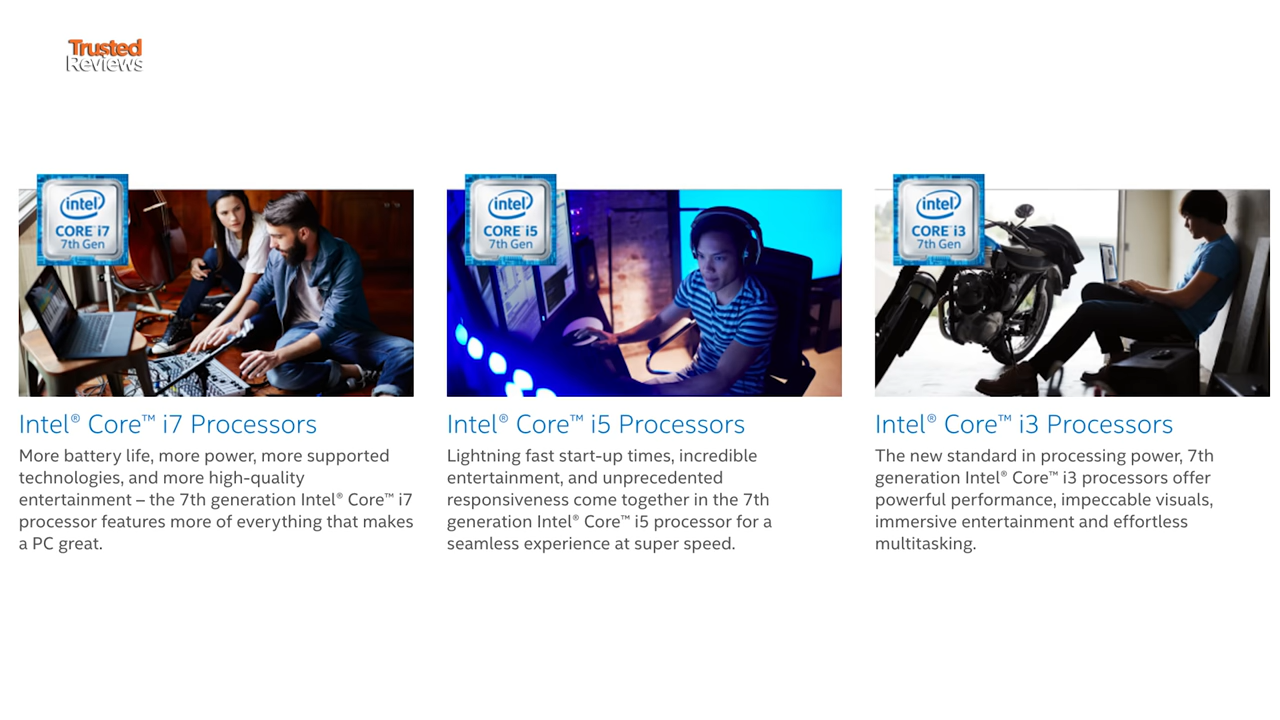 Trusted
Reviews
intel
CORE i7
7th Gen
Intel® Core™ i7 Processors
More battery life, more power, more supported
technologies, and more high-quality
entertainment – the 7th generation Intel® Core™ i7
processor features more of everything that makes
a PC great.
intel
CORE i5
7th Gen
Intel® Core™ i5 Processors
Lightning fast start-up times, incredible
entertainment, and unprecedented
responsiveness come together in the 7th
generation Intel® Core™ i5 processor for a
seamless experience at super speed.
intel
CORE i3
7th Gen
Intel® Core™ i3 Processors
The new standard in processing power, 7th
generation Intel® Core™ i3 processors offer
powerful performance, impeccable visuals,
immersive entertainment and effortless
multitasking.